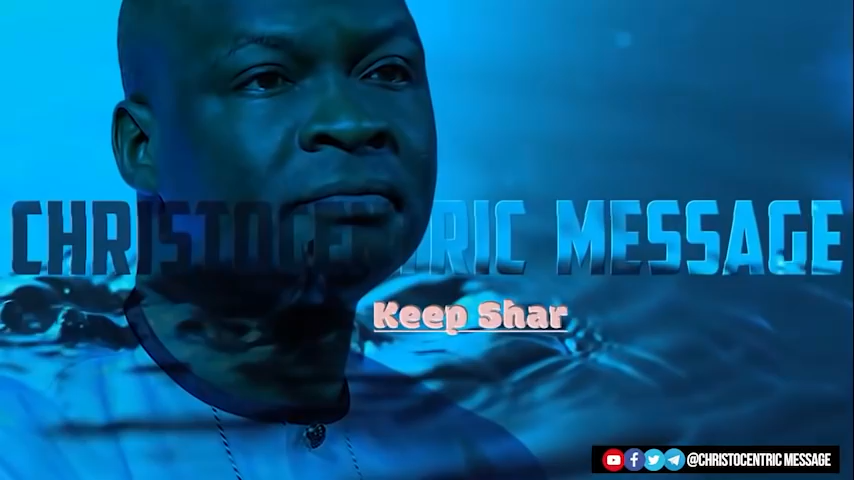 CHRISTOCENTRIC MESSAGE
Keep Shar
@CHRISTOCENTRIC MESSAGE